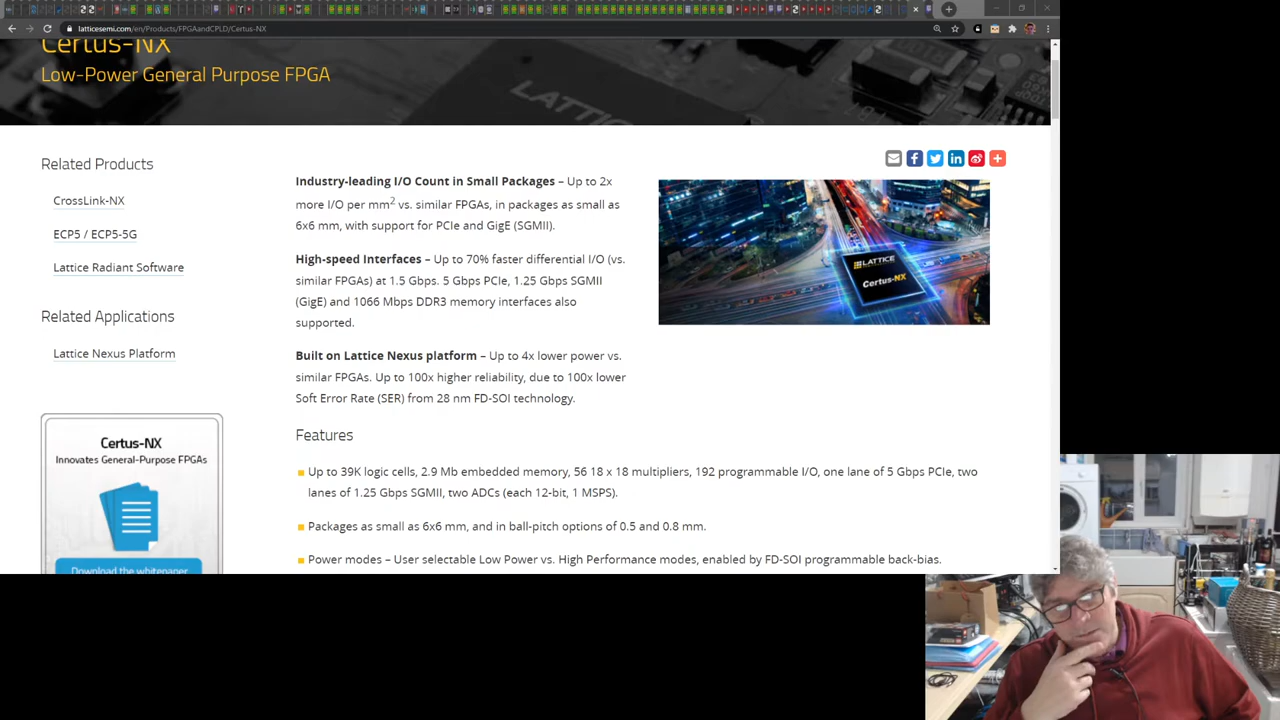 latticesemi.com/en/Products/FPGAandCPLD/Certus-NX
Certus-NX
Low-Power General Purpose FPGA
Related Products
CrossLink-NX
ECP5 / ECP5-5G
Lattice Radiant Software
Related Applications
Lattice Nexus Platform
Certus-NX
Innovates General-Purpose FPGAs
Download the whitepaper
Industry-leading I/O Count in Small Packages – Up to 2x
more I/O per mm2 vs. similar FPGAs, in packages as small as
6x6 mm, with support for PCIe and GigE (SGMII).
High-speed Interfaces – Up to 70% faster differential I/O (vs.
similar FPGAs) at 1.5 Gbps. 5 Gbps PCIe, 1.25 Gbps SGMII
(GigE) and 1066 Mbps DDR3 memory interfaces also
supported.
Built on Lattice Nexus platform – Up to 4x lower power vs.
similar FPGAs. Up to 100x higher reliability, due to 100x lower
Soft Error Rate (SER) from 28 nm FD-SOI technology.
LATTICE
LATTICE
Certus-NX
Features
Up to 39K logic cells, 2.9 Mb embedded memory, 56 18 x 18 multipliers, 192 programmable I/O, one lane of 5 Gbps PCIe, two
lanes of 1.25 Gbps SGMII, two ADCs (each 12-bit, 1 MSPS).
Packages as small as 6x6 mm, and in ball-pitch options of 0.5 and 0.8 mm.
Power modes – User selectable Low Power vs. High Performance modes, enabled by FD-SOI programmable back-bias.